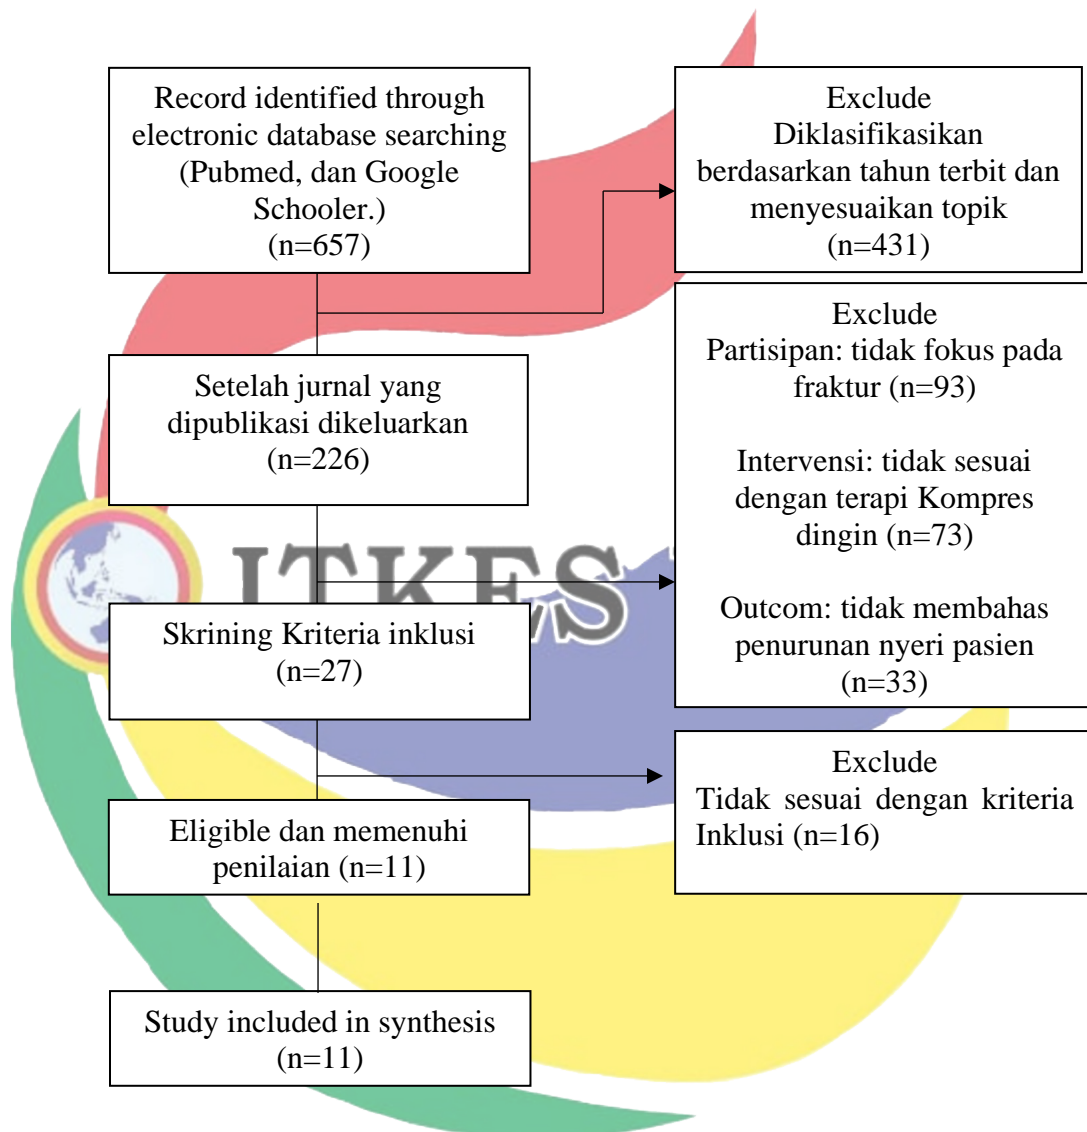 Record identified through
electronic database searching
(Pubmed, dan Google
Schooler.)
(n=657)
Exclude
Diklasifikasikan
berdasarkan tahun terbit dan
menyesuaikan topik
(n=431)
Setelah jurnal yang
dipublikasi dikeluarkan
(n=226)
Exclude
Partisipan: tidak fokus pada
fraktur (n=93)
Intervensi: tidak sesuai
dengan terapi Kompres
dingin (n=73)
Outcom: tidak membahas
penurunan nyeri pasien
(n=33)
ITKES
Skrining Kriteria inklusi
(n=27)
Exclude
Tidak sesuai dengan kriteria
Inklusi (n=16)
Eligible dan memenuhi
penilaian (n=11)
Study included in synthesis
(n=11)